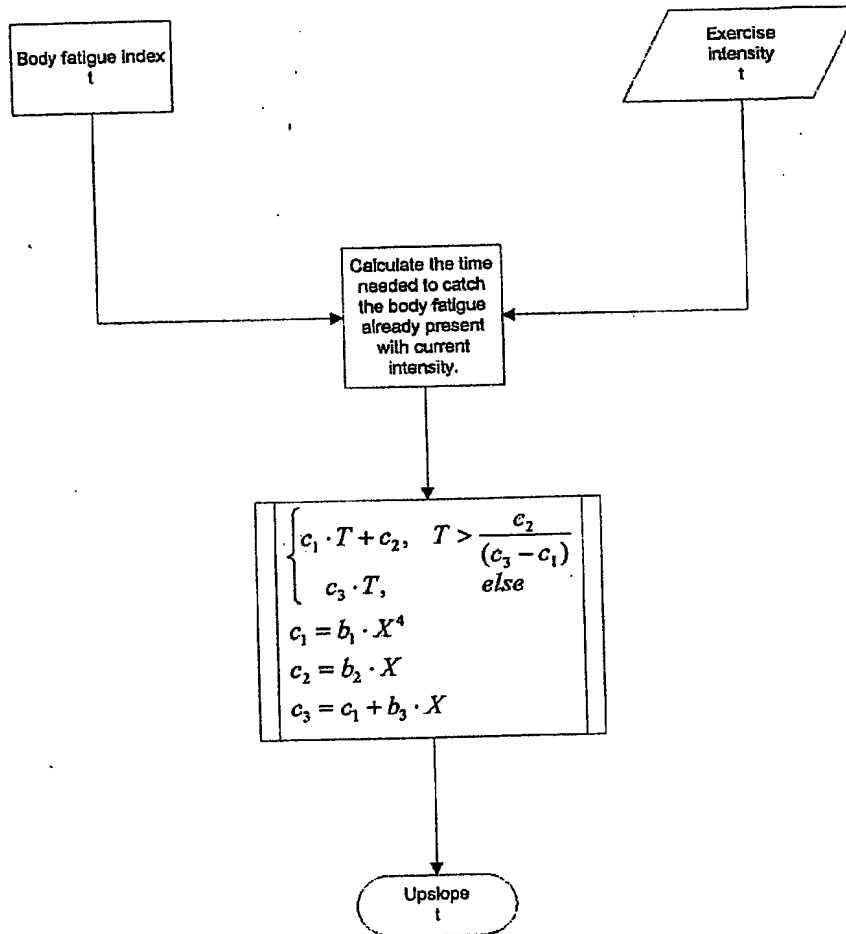 Body fatigue index
t
Exercise
intensity
t
Calculate the time
needed to catch
the body fatigue
already present
with current
intensity.
c₁ · T + c₂, T > c₂ / (c₃ − c₁)
c₃ · T, else
c₁ = b₁ · X⁴
c₂ = b₂ · X
c₃ = c₁ + b₃ · X
Upslope
t